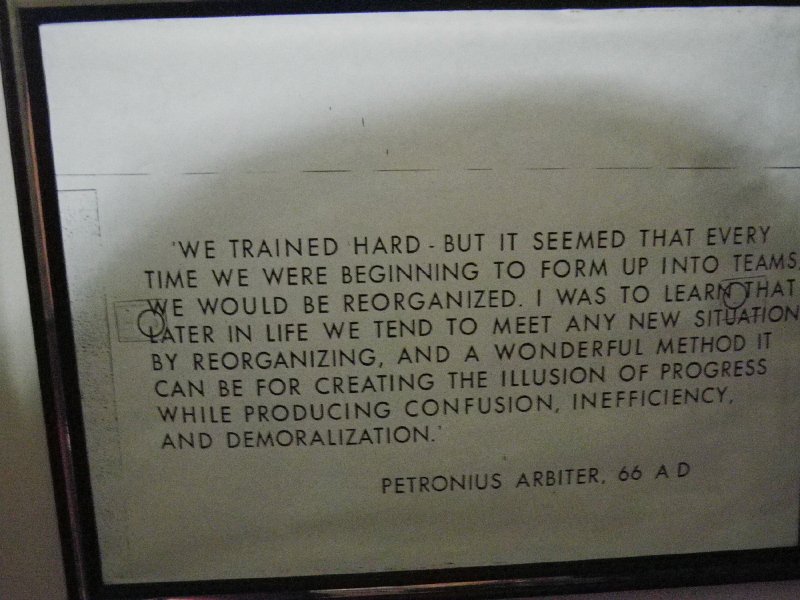 'WE TRAINED HARD - BUT IT SEEMED THAT EVERY
TIME WE WERE BEGINNING TO FORM UP INTO TEAMS,
WE WOULD BE REORGANIZED. I WAS TO LEARN THAT
LATER IN LIFE WE TEND TO MEET ANY NEW SITUATION
BY REORGANIZING, AND A WONDERFUL METHOD IT
CAN BE FOR CREATING THE ILLUSION OF PROGRESS
WHILE PRODUCING CONFUSION, INEFFICIENCY,
AND DEMORALIZATION.'
PETRONIUS ARBITER, 66 A D